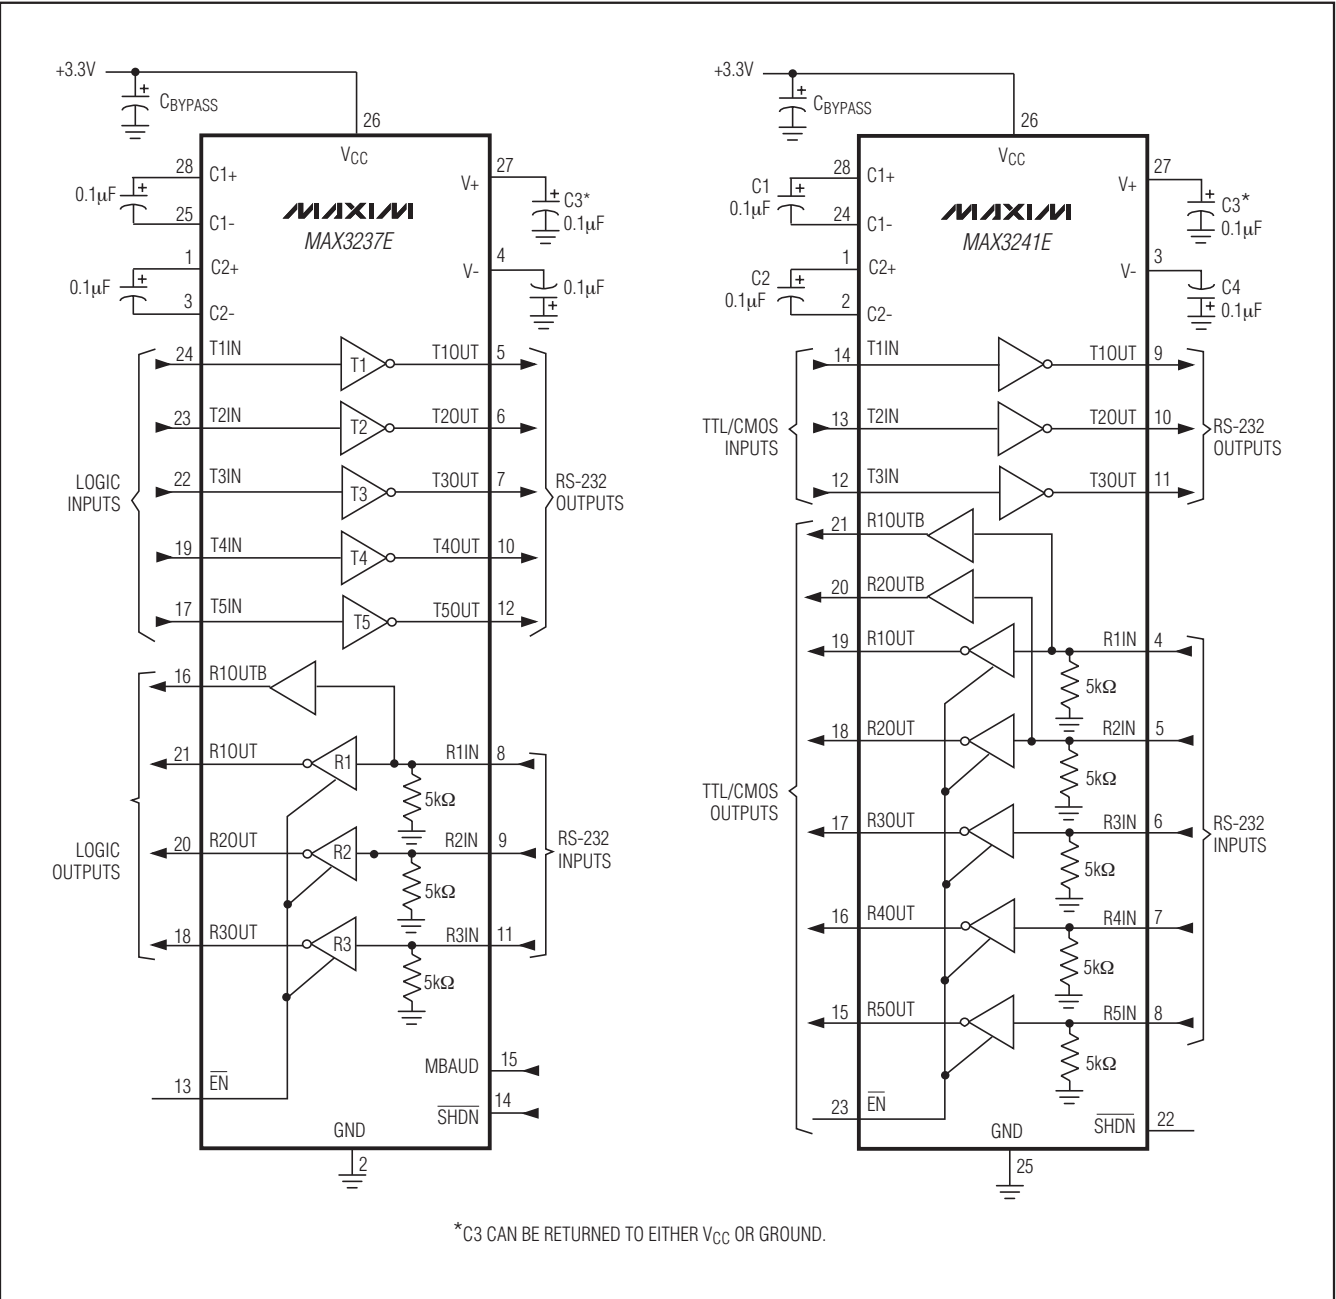 +3.3V
CBYPASS
26
VCC
28
C1+
0.1µF
25
C1-
MAXIM
MAX3237E
27
V+
C3*
0.1µF
1
C2+
0.1µF
3
C2-
4
V-
0.1µF
24
T1IN
T1
T1OUT
5
23
T2IN
T2
T2OUT
6
22
T3IN
T3
T3OUT
7
LOGIC
INPUTS
RS-232
OUTPUTS
19
T4IN
T4
T4OUT
10
17
T5IN
T5
T5OUT
12
16
R1OUTB
21
R1OUT
R1
R1IN
8
5kΩ
20
R2OUT
R2
R2IN
9
5kΩ
LOGIC
OUTPUTS
RS-232
INPUTS
18
R3OUT
R3
R3IN
11
5kΩ
MBAUD
15
13
EN
SHDN
14
GND
2
+3.3V
CBYPASS
26
VCC
28
C1+
C1
0.1µF
24
C1-
MAXIM
MAX3241E
27
V+
C3*
0.1µF
1
C2+
C2
0.1µF
2
C2-
3
V-
C4
0.1µF
14
T1IN
T1OUT
9
13
T2IN
T2OUT
10
TTL/CMOS
INPUTS
RS-232
OUTPUTS
12
T3IN
T3OUT
11
21
R1OUTB
20
R2OUTB
19
R1OUT
R1IN
4
5kΩ
18
R2OUT
R2IN
5
5kΩ
TTL/CMOS
OUTPUTS
17
R3OUT
R3IN
6
5kΩ
RS-232
INPUTS
16
R4OUT
R4IN
7
5kΩ
15
R5OUT
R5IN
8
5kΩ
23
EN
SHDN
22
GND
25
*C3 CAN BE RETURNED TO EITHER VCC OR GROUND.